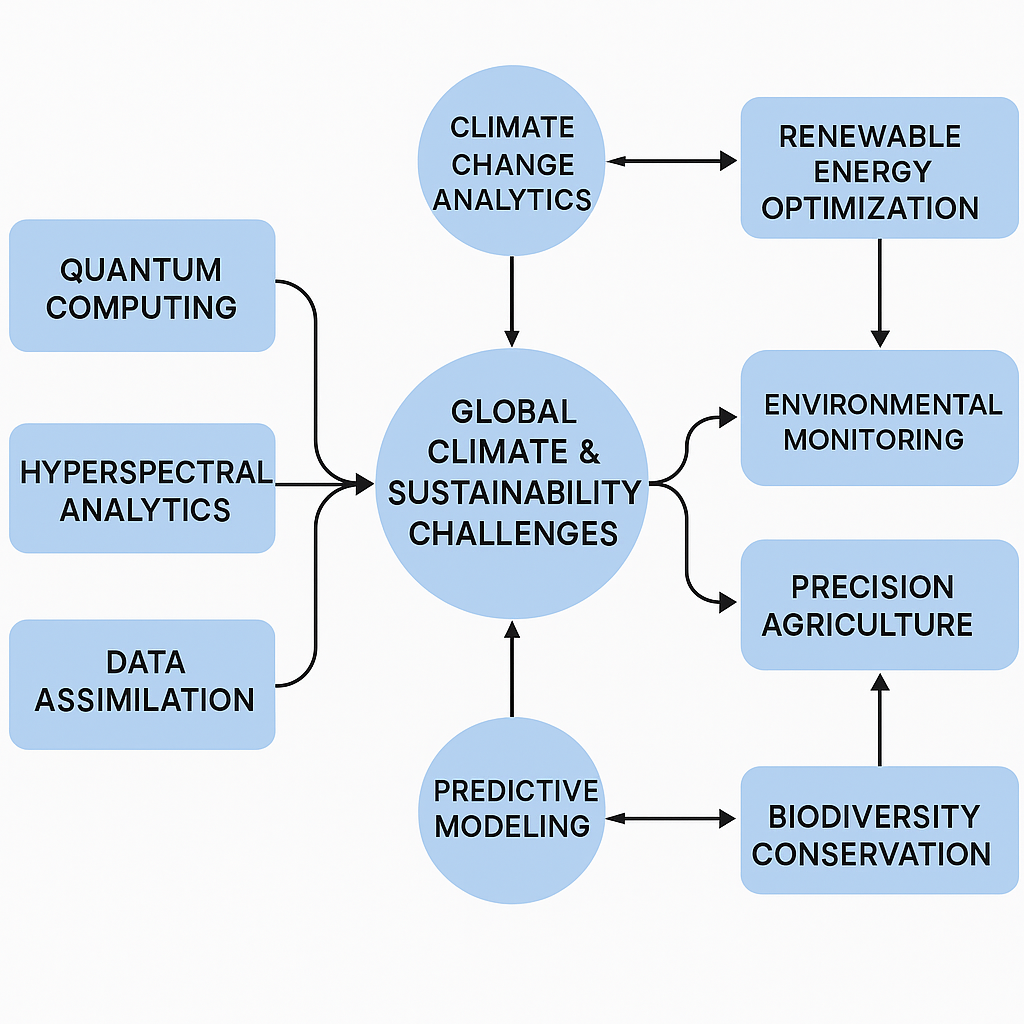 CLIMATE
CHANGE
ANALYTICS
RENEWABLE
ENERGY
OPTIMIZATION
QUANTUM
COMPUTING
HYPERSPECTRAL
ANALYTICS
DATA
ASSIMILATION
GLOBAL
CLIMATE &
SUSTAINABILITY
CHALLENGES
ENVIRONMENTAL
MONITORING
PRECISION
AGRICULTURE
PREDICTIVE
MODELING
BIODIVERSITY
CONSERVATION